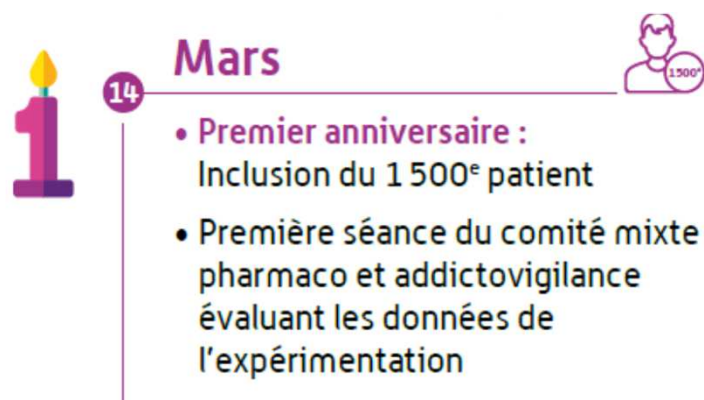 Mars
1500e
14
1
• Premier anniversaire :
Inclusion du 1 500e patient
• Première séance du comité mixte
pharmaco et addictovigilance
évaluant les données de
l'expérimentation